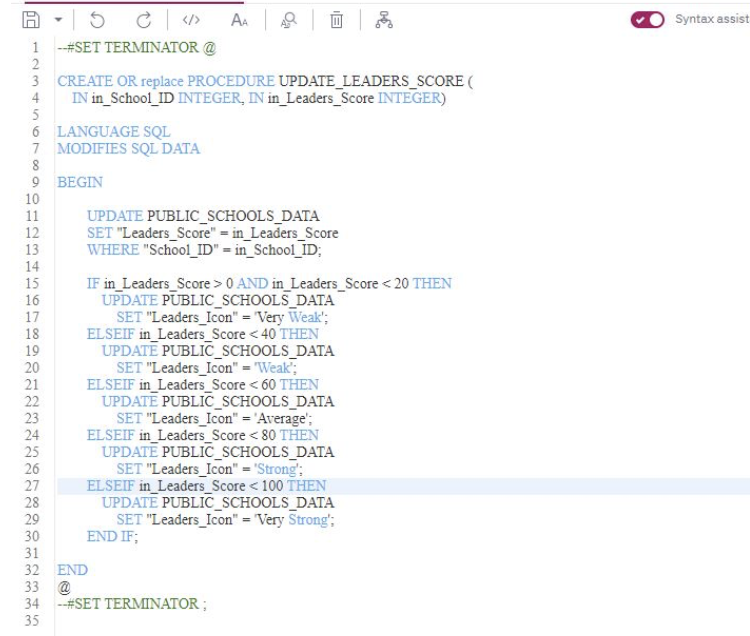 </> AA Syntax assist
1 --#SET TERMINATOR @
2
3 CREATE OR replace PROCEDURE UPDATE_LEADERS_SCORE (
4 IN in_School_ID INTEGER, IN in_Leaders_Score INTEGER)
5
6 LANGUAGE SQL
7 MODIFIES SQL DATA
8
9 BEGIN
10
11 UPDATE PUBLIC_SCHOOLS_DATA
12 SET "Leaders_Score" = in_Leaders_Score
13 WHERE "School_ID" = in_School_ID;
14
15 IF in_Leaders_Score > 0 AND in_Leaders_Score < 20 THEN
16 UPDATE PUBLIC_SCHOOLS_DATA
17 SET "Leaders_Icon" = 'Very Weak';
18 ELSEIF in_Leaders_Score < 40 THEN
19 UPDATE PUBLIC_SCHOOLS_DATA
20 SET "Leaders_Icon" = 'Weak';
21 ELSEIF in_Leaders_Score < 60 THEN
22 UPDATE PUBLIC_SCHOOLS_DATA
23 SET "Leaders_Icon" = 'Average';
24 ELSEIF in_Leaders_Score < 80 THEN
25 UPDATE PUBLIC_SCHOOLS_DATA
26 SET "Leaders_Icon" = 'Strong';
27 ELSEIF in_Leaders_Score < 100 THEN
28 UPDATE PUBLIC_SCHOOLS_DATA
29 SET "Leaders_Icon" = 'Very Strong';
30 END IF;
31
32 END
33 @
34 --#SET TERMINATOR ;
35